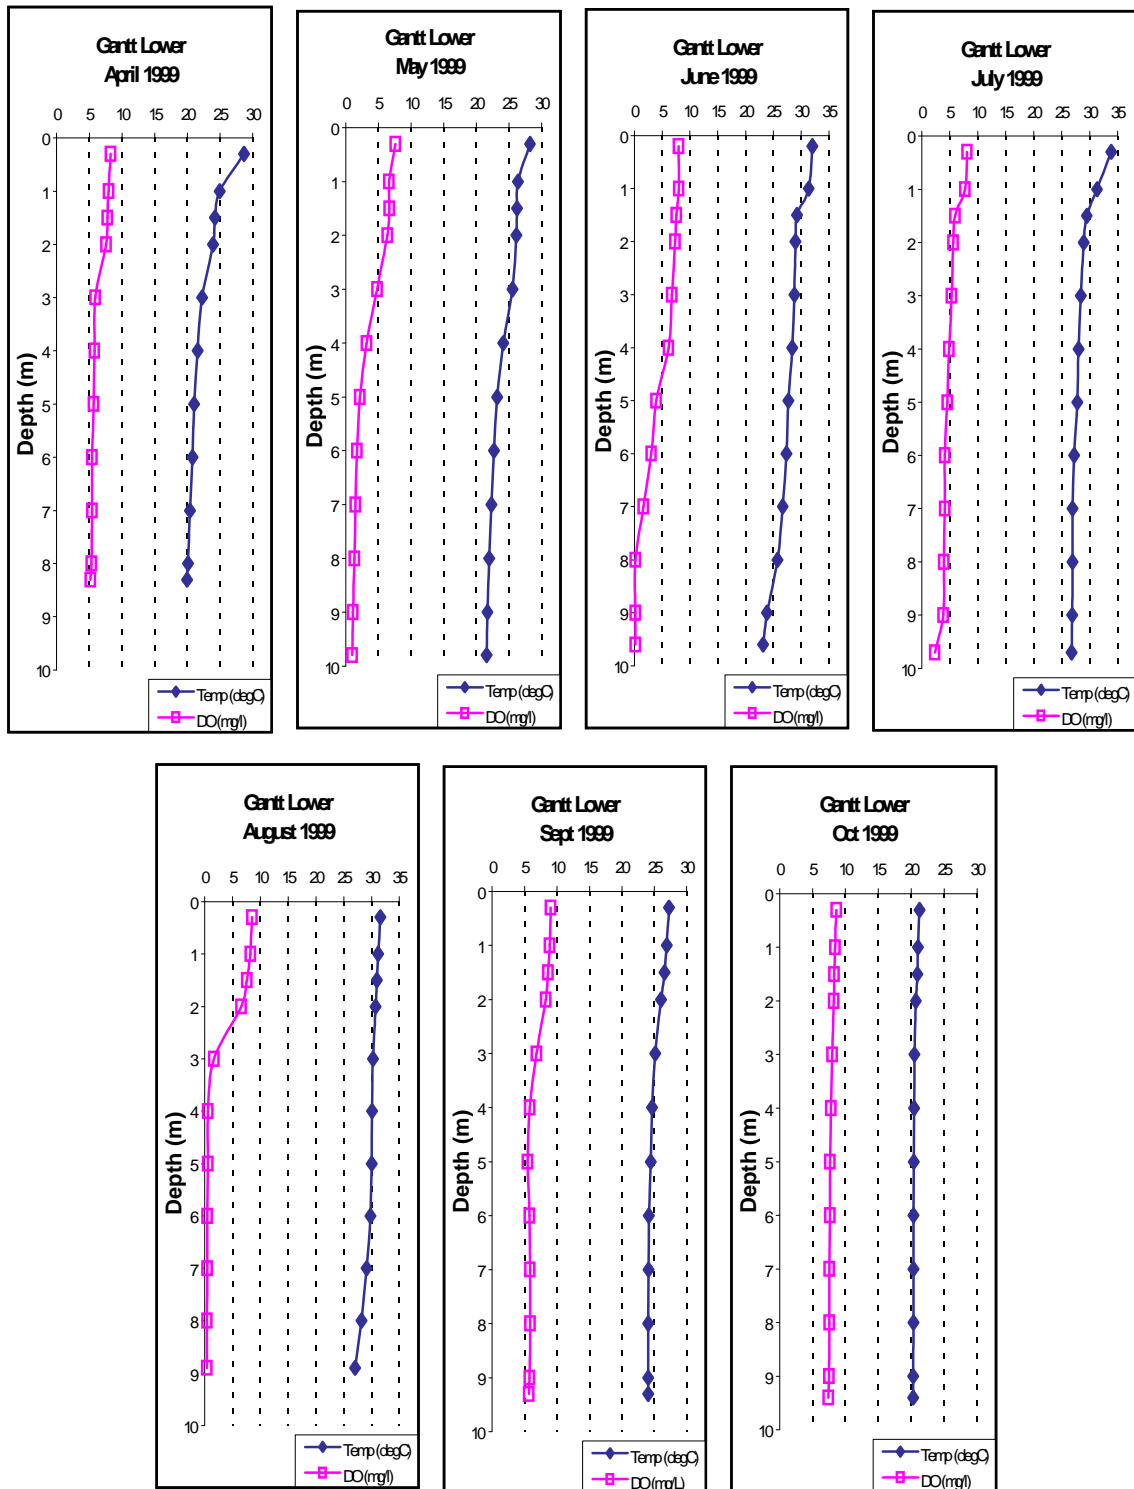 Gantt Lower
April 1999
0 5 10 15 20 25 30
0
1
2
3
4
5
6
7
8
9
10
Depth (m)
Temp (degC)
DO (mg/l)
Gantt Lower
May 1999
0 5 10 15 20 25 30
0
1
2
3
4
5
6
7
8
9
10
Depth (m)
Temp (degC)
DO (mg/l)
Gantt Lower
June 1999
0 5 10 15 20 25 30 35
0
1
2
3
4
5
6
7
8
9
10
Depth (m)
Temp (degC)
DO (mg/l)
Gantt Lower
July 1999
0 5 10 15 20 25 30 35
0
1
2
3
4
5
6
7
8
9
10
Depth (m)
Temp (degC)
DO (mg/l)
Gantt Lower
August 1999
0 5 10 15 20 25 30 35
0
1
2
3
4
5
6
7
8
9
10
Depth (m)
Temp (degC)
DO (mg/l)
Gantt Lower
Sept 1999
0 5 10 15 20 25 30
0
1
2
3
4
5
6
7
8
9
10
Depth (m)
Temp (degC)
DO (mg/L)
Gantt Lower
Oct 1999
0 5 10 15 20 25 30
0
1
2
3
4
5
6
7
8
9
10
Depth (m)
Temp (degC)
DO (mg/l)